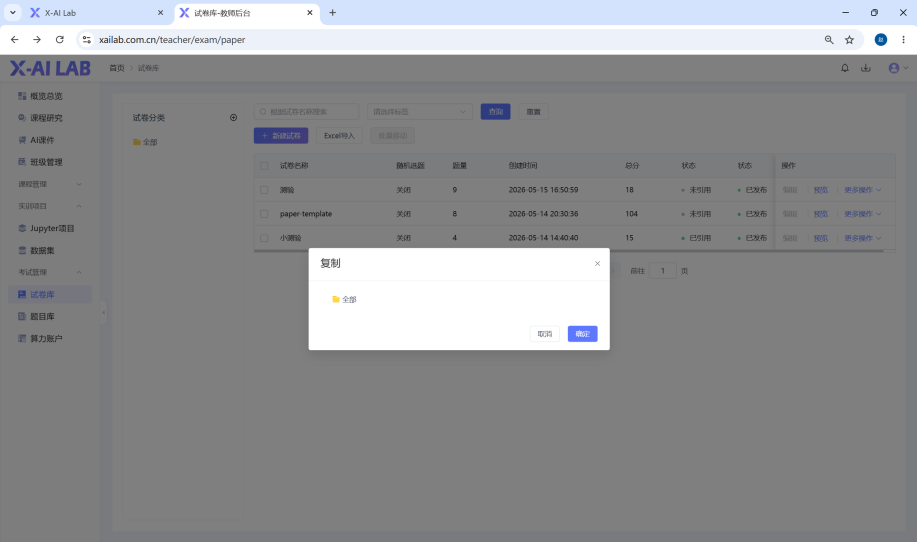 X-AI Lab
试卷库-教师后台
xailab.com.cn/teacher/exam/paper
X-AI LAB
首页 > 试卷库
概览总览
课程研究
AI课件
班级管理
课程管理
实训项目
Jupyter项目
数据集
考试管理
试卷库
题目库
算力账户
试卷分类
全部
根据试卷名称搜索
请选择标签
查询
重置
+ 新建试卷
Excel导入
批量移动
试卷名称 随机选题 题量 创建时间 总分 状态 状态 操作
测验 关闭 9 2026-05-15 16:50:59 18 未引用 已发布 编辑 预览 更多操作
paper-template 关闭 8 2026-05-14 20:30:36 104 未引用 已发布 编辑 预览 更多操作
小测验 关闭 4 2026-05-14 14:40:40 15 已引用 已发布 编辑 预览 更多操作
前往 1 页
复制
全部
取消
确定